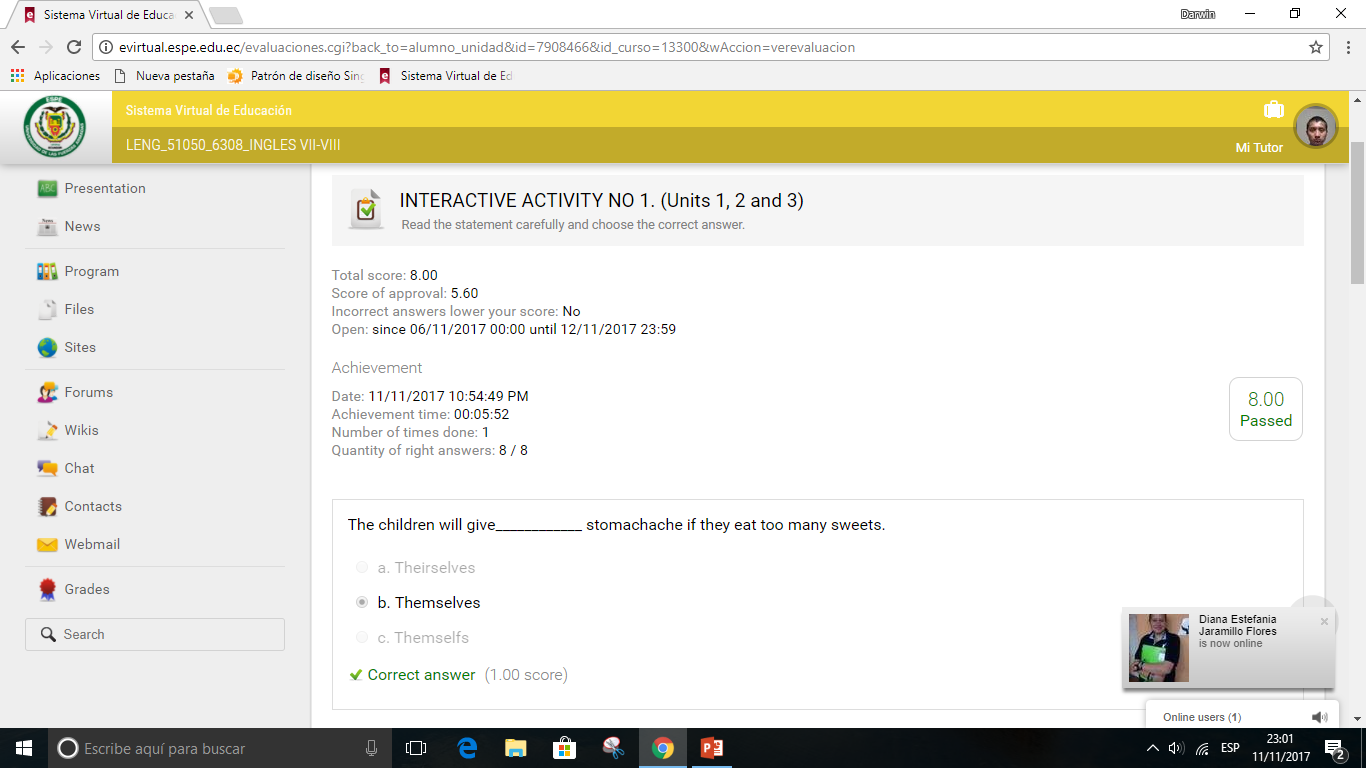 Sistema Virtual de Educa
Darwin
evirtual.espe.edu.ec/evaluaciones.cgi?back_to=alumno_unidad&id=7908466&id_curso=13300&wAccion=verevaluacion
Aplicaciones
Nueva pestaña
Patrón de diseño Sing
Sistema Virtual de Ed
ESPE
Sistema Virtual de Educación
LENG_51050_6308_INGLES VII-VIII
Mi Tutor
Presentation
News
Program
Files
Sites
Forums
Wikis
Chat
Contacts
Webmail
Grades
Search
INTERACTIVE ACTIVITY NO 1. (Units 1, 2 and 3)
Read the statement carefully and choose the correct answer.
Total score: 8.00
Score of approval: 5.60
Incorrect answers lower your score: No
Open: since 06/11/2017 00:00 until 12/11/2017 23:59
Achievement
Date: 11/11/2017 10:54:49 PM
Achievement time: 00:05:52
Number of times done: 1
Quantity of right answers: 8 / 8
8.00
Passed
The children will give____________ stomachache if they eat too many sweets.
a. Theirselves
b. Themselves
c. Themselfs
Correct answer (1.00 score)
Diana Estefania
Jaramillo Flores
is now online
Online users (1)
Escribe aquí para buscar
ESP
23:01
11/11/2017
2